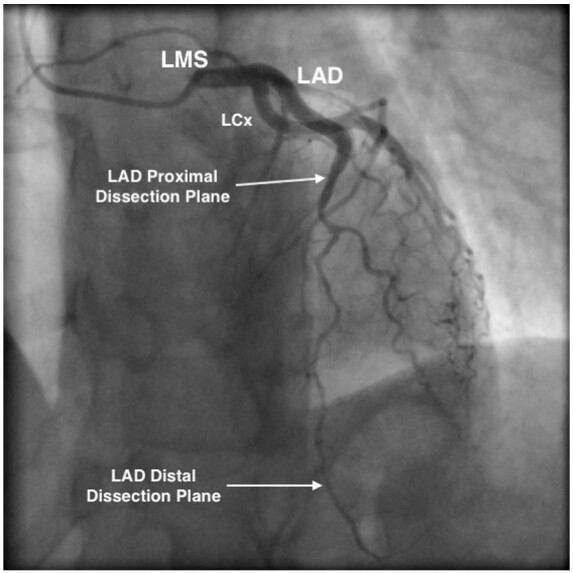 LMS
LAD
LCx
LAD Proximal
Dissection Plane
LAD Distal
Dissection Plane